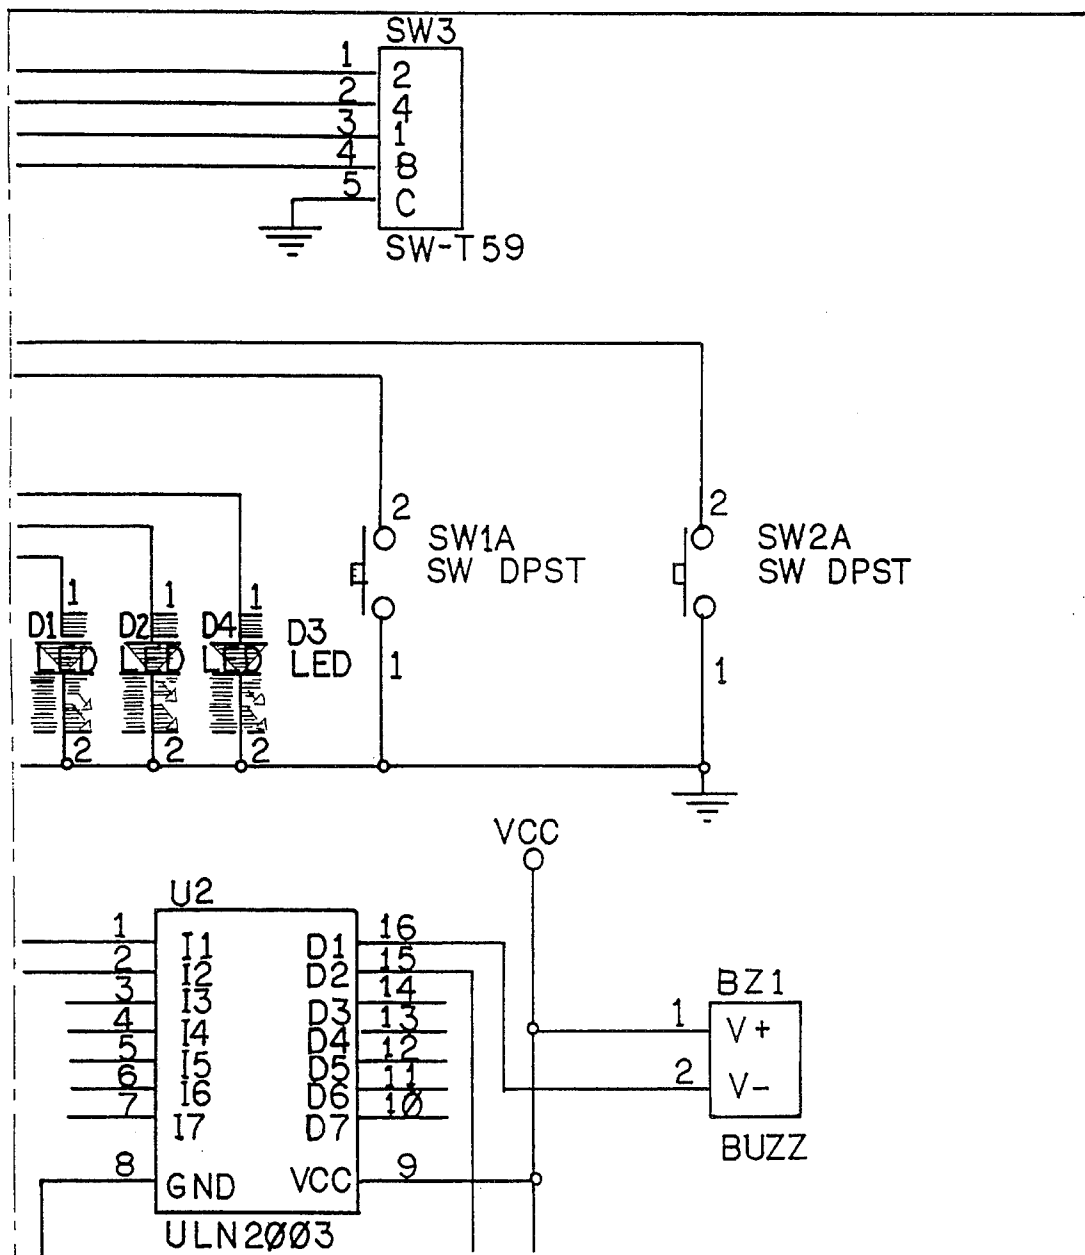 SW3
1 2
2 4
3 1
4 8
5 C
SW-T59
2 2
SW1A SW2A
SW DPST SW DPST
1 1 1
D1 D2 D4 D3
LED LED LED LED
1 1
2 2 2
VCC
U2
1 I1 D1 16
2 I2 D2 15
3 I3 D3 14
4 I4 D4 13
5 I5 D5 12
6 I6 D6 11
7 I7 D7 10
8 GND VCC 9
ULN2003
BZ1
1 V+
2 V-
BUZZ